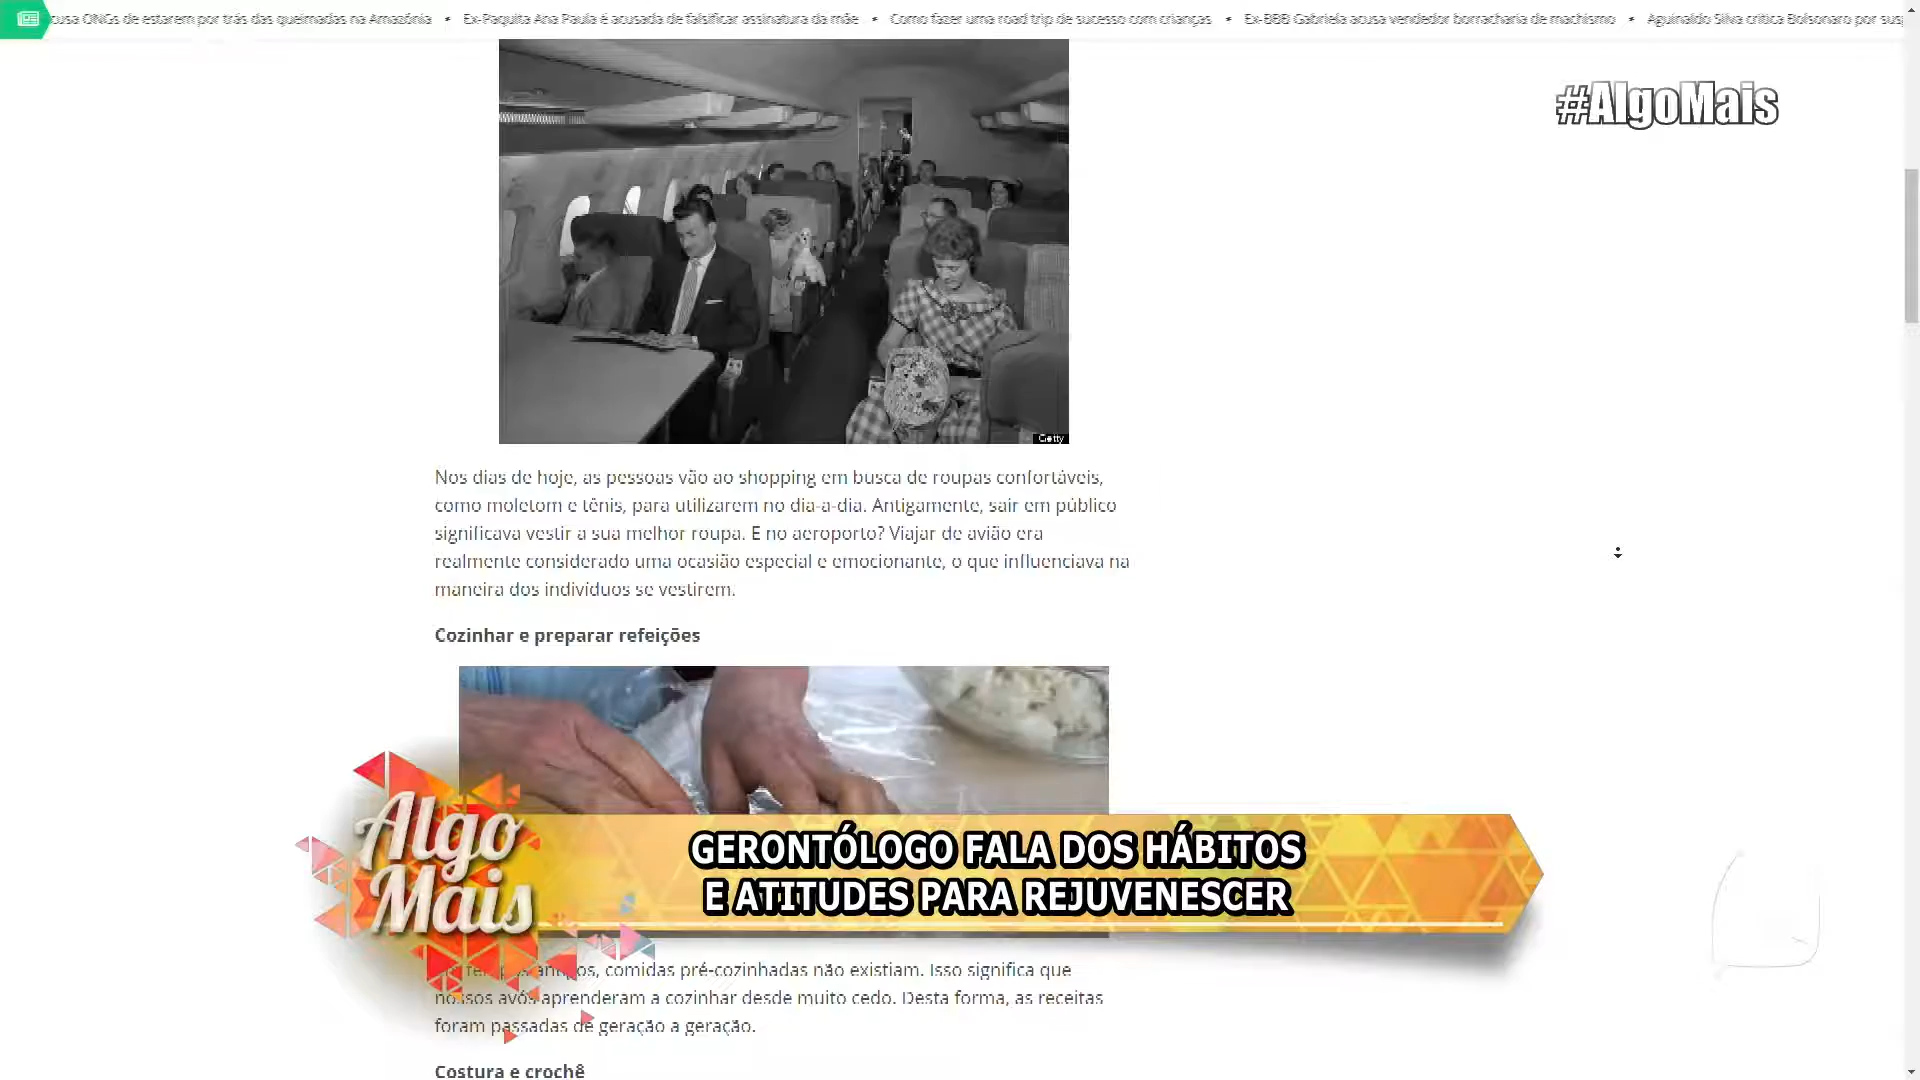 cusa ONGs de estarem por trás das queimadas na Amazônia • Ex-Paquita Ana Paula é acusada de falsificar assinatura da mãe • Como fazer uma road trip de sucesso com crianças • Ex-BBB Gabriela acusa vendedor borracharia de machismo • Aguinaldo Silva critica Bolsonaro por sus
#AlgoMais
Getty
Nos dias de hoje, as pessoas vão ao shopping em busca de roupas confortáveis,
como moletom e tênis, para utilizarem no dia-a-dia. Antigamente, sair em público
significava vestir a sua melhor roupa. E no aeroporto? Viajar de avião era
realmente considerado uma ocasião especial e emocionante, o que influenciava na
maneira dos indivíduos se vestirem.
Cozinhar e preparar refeições
Algo
Mais
GERONTÓLOGO FALA DOS HÁBITOS
E ATITUDES PARA REJUVENESCER
comidas pré-cozinhadas não existiam. Isso significa que
nossos avós aprenderam a cozinhar desde muito cedo. Desta forma, as receitas
foram passadas de geração a geração.
Costura e crochê